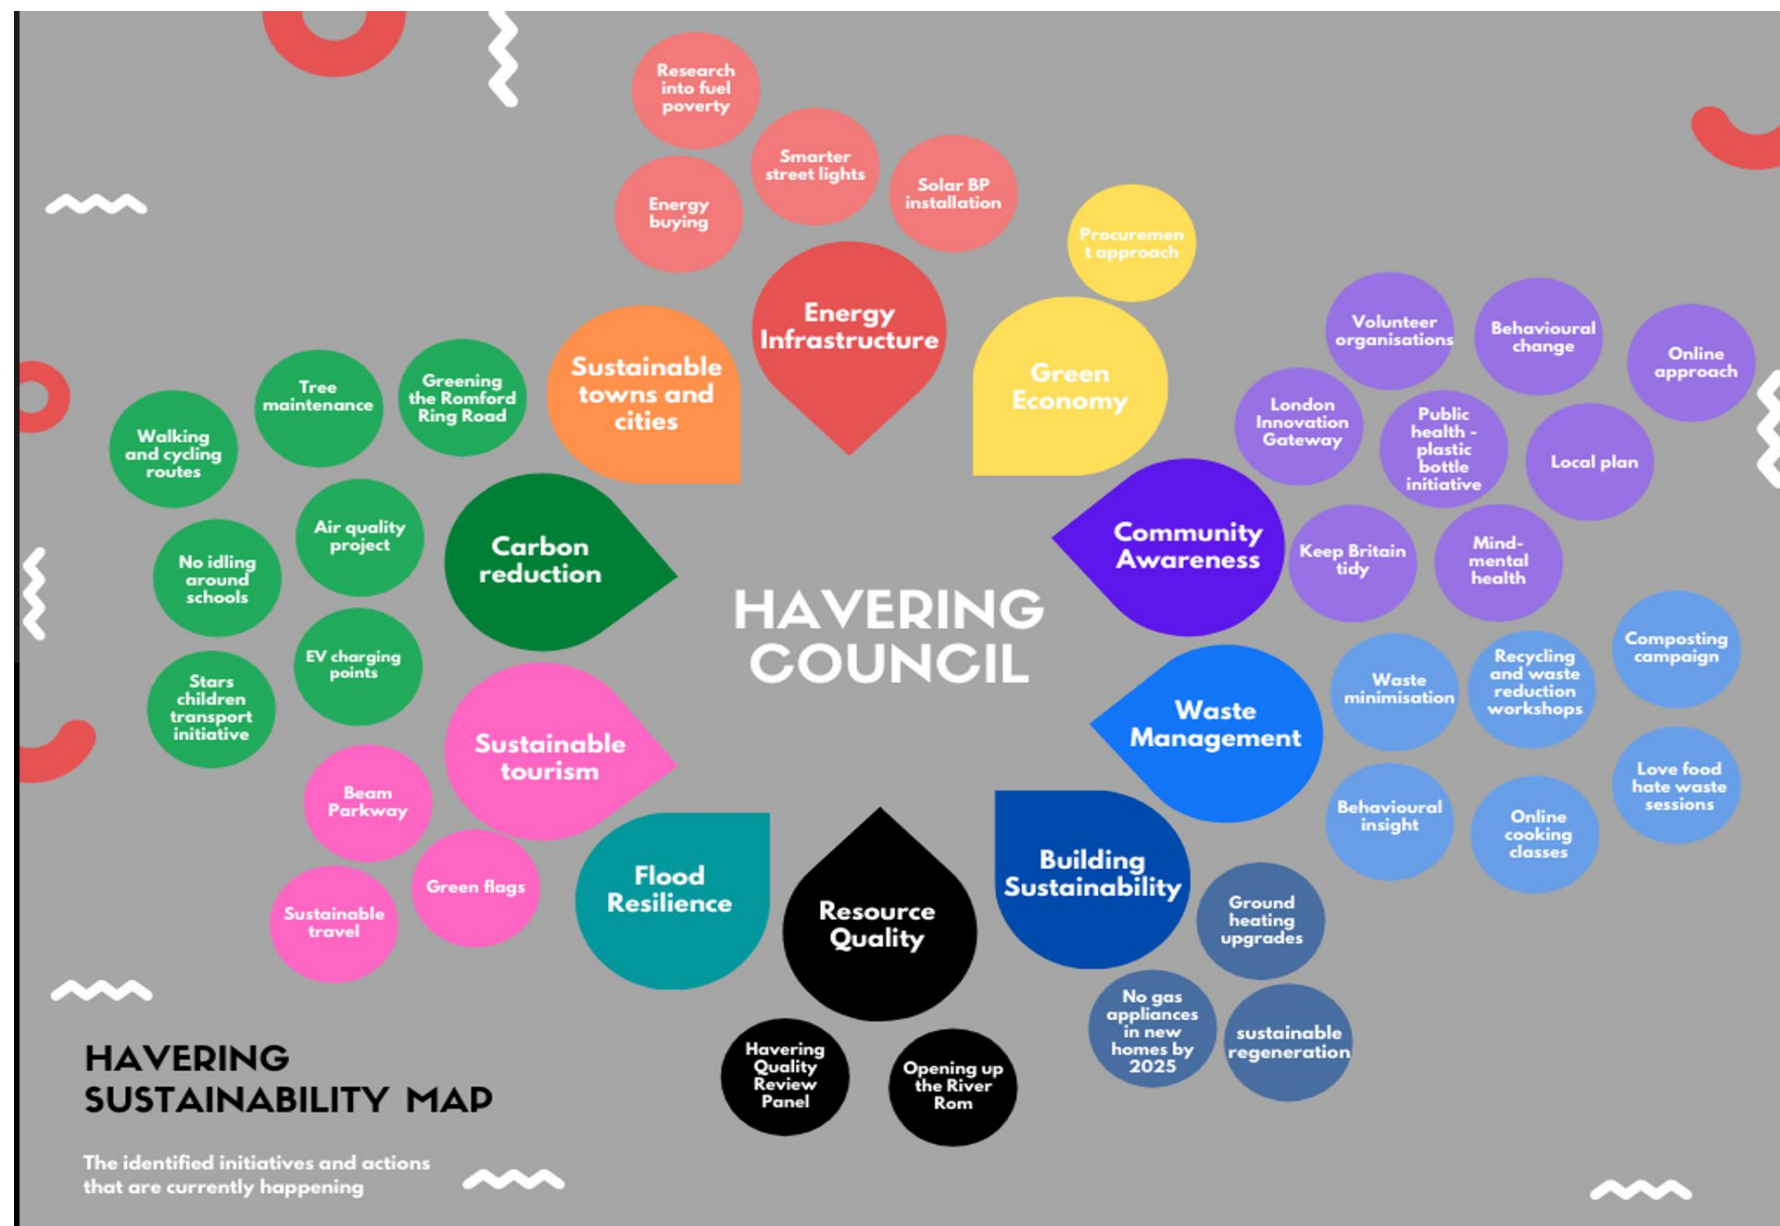 Research
into fuel
poverty
Smarter
street lights
Solar BP
installation
Energy
buying
Procuremen
t approach
Energy
Infrastructure
Sustainable
towns and
cities
Green
Economy
Volunteer
organisations
Behavioural
change
Online
approach
London
Innovation
Gateway
Public
health -
plastic
bottle
initiative
Local plan
Keep Britain
tidy
Mind-
mental
health
Community
Awareness
Greening
the Romford
Ring Road
Tree
maintenance
Walking
and cycling
routes
Air quality
project
No idling
around
schools
EV charging
points
Stars
children
transport
initiative
Carbon
reduction
HAVERING
COUNCIL
Waste
Management
Waste
minimisation
Recycling
and waste
reduction
workshops
Composting
campaign
Behavioural
insight
Online
cooking
classes
Love food
hate waste
sessions
Sustainable
tourism
Beam
Parkway
Green flags
Sustainable
travel
Flood
Resilience
Resource
Quality
Havering
Quality
Review
Panel
Opening up
the River
Rom
Building
Sustainability
Ground
heating
upgrades
No gas
appliances
in new
homes by
2025
sustainable
regeneration
HAVERING
SUSTAINABILITY MAP
The identified initiatives and actions
that are currently happening